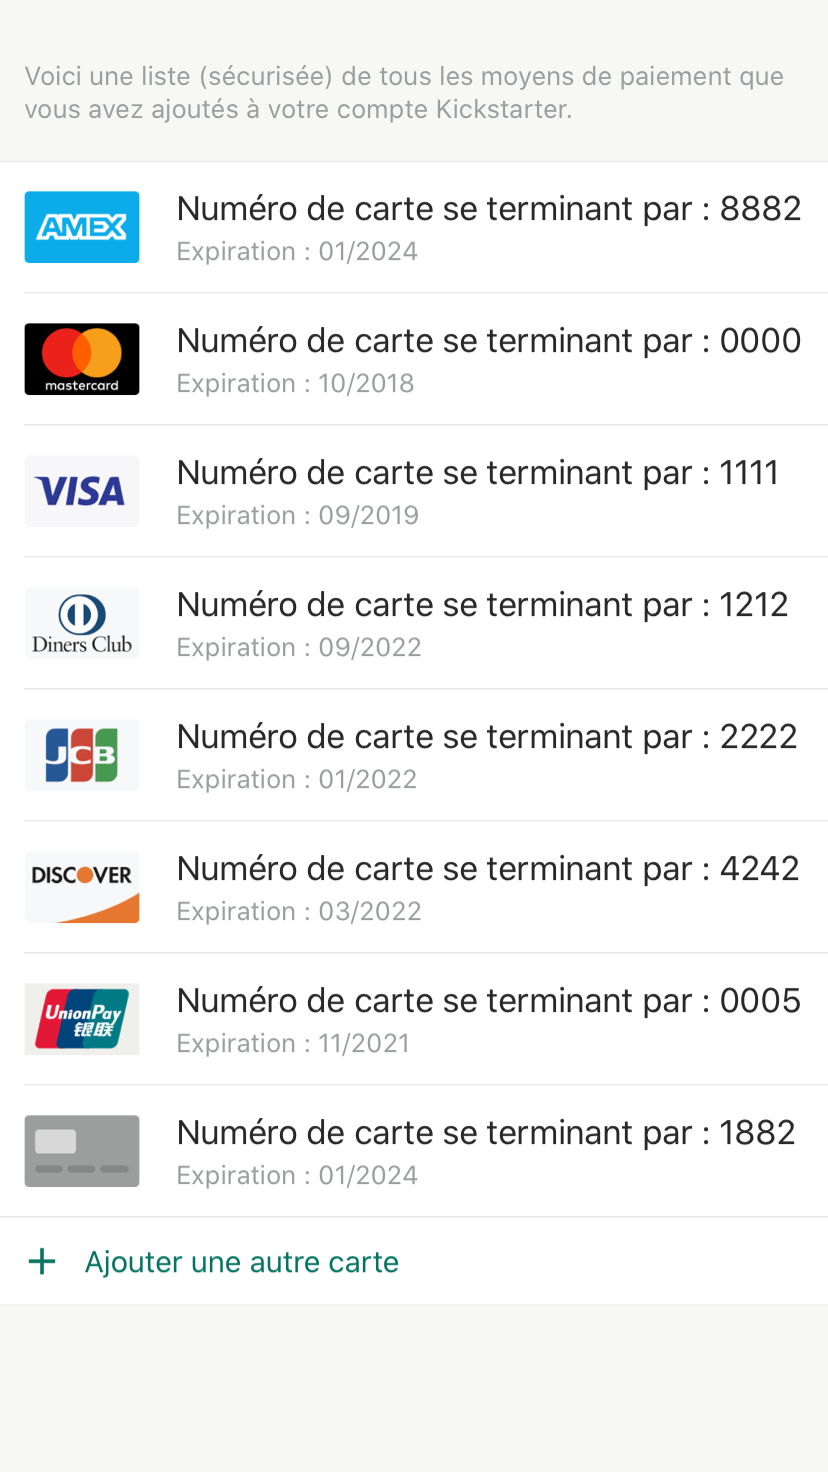 Voici une liste (sécurisée) de tous les moyens de paiement que
vous avez ajoutés à votre compte Kickstarter.
AMEX
Numéro de carte se terminant par : 8882
Expiration : 01/2024
mastercard
Numéro de carte se terminant par : 0000
Expiration : 10/2018
VISA
Numéro de carte se terminant par : 1111
Expiration : 09/2019
Diners Club
Numéro de carte se terminant par : 1212
Expiration : 09/2022
JCB
Numéro de carte se terminant par : 2222
Expiration : 01/2022
DISCOVER
Numéro de carte se terminant par : 4242
Expiration : 03/2022
UnionPay
银联
Numéro de carte se terminant par : 0005
Expiration : 11/2021
Numéro de carte se terminant par : 1882
Expiration : 01/2024
+ Ajouter une autre carte